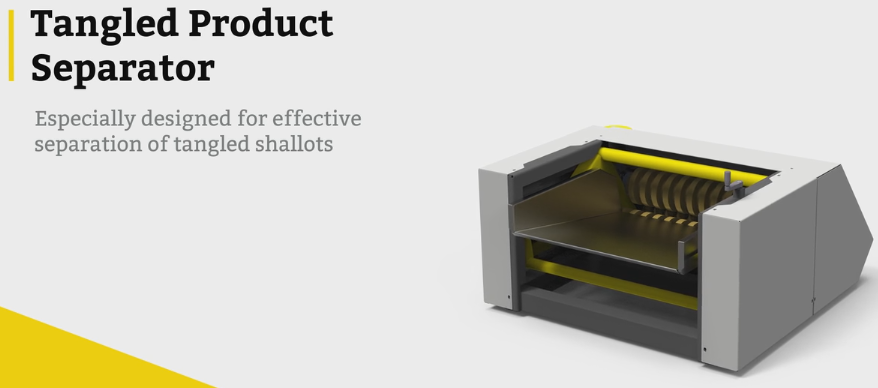 Tangled Product
Separator
Especially designed for effective
separation of tangled shallots